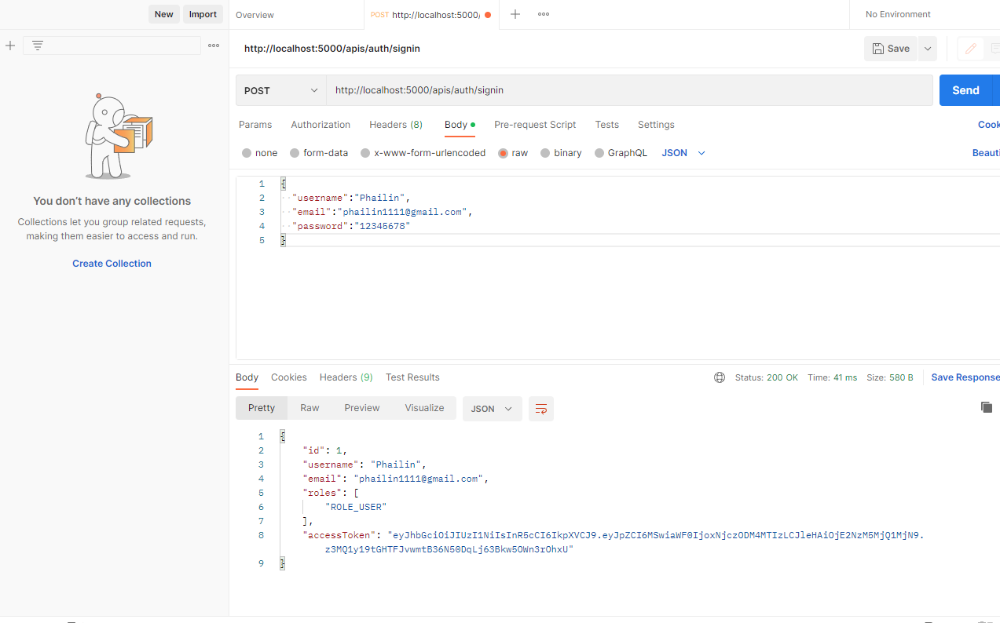 New Import Overview POST http://localhost:5000/ No Environment
http://localhost:5000/apis/auth/signin Save
POST http://localhost:5000/apis/auth/signin Send
Params Authorization Headers (8) Body Pre-request Script Tests Settings Cook
none form-data x-www-form-urlencoded raw binary GraphQL JSON Beauti
1 {
2 "username":"Phailin",
3 "email":"phailin1111@gmail.com",
4 "password":"12345678"
5 }
You don't have any collections
Collections let you group related requests,
making them easier to access and run.
Create Collection
Body Cookies Headers (9) Test Results Status: 200 OK Time: 41 ms Size: 580 B Save Response
Pretty Raw Preview Visualize JSON
1 {
2 "id": 1,
3 "username": "Phailin",
4 "email": "phailin1111@gmail.com",
5 "roles": [
6 "ROLE_USER"
7 ],
8 "accessToken": "eyJhbGciOiJIUzI1NiIsInR5cCI6IkpXVCJ9.eyJpZCI6MSwiaWF0IjoxNjczODM4MTIzLCJleHAiOjE2NzM5MjQ1MjN9.
z3MQ1y19tGHTFJvwmtB36N50DqLj63Bkw5OWn3rOhxU"
9 }